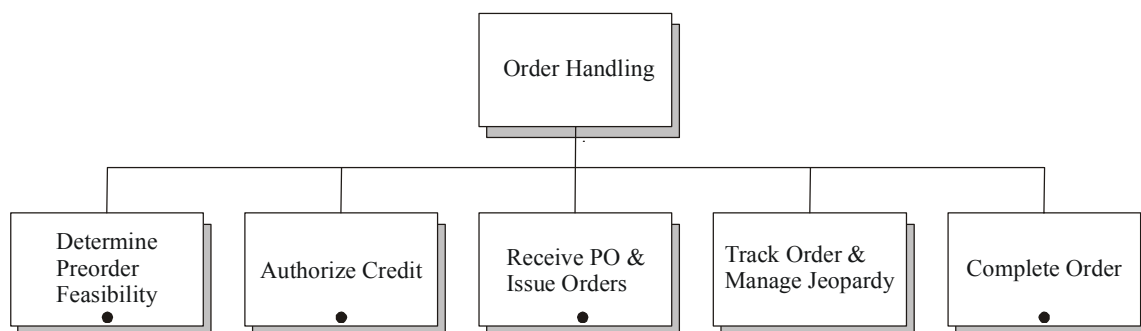 Order Handling
Determine
Preorder
Feasibility
Authorize Credit
Receive PO &
Issue Orders
Track Order &
Manage Jeopardy
Complete Order